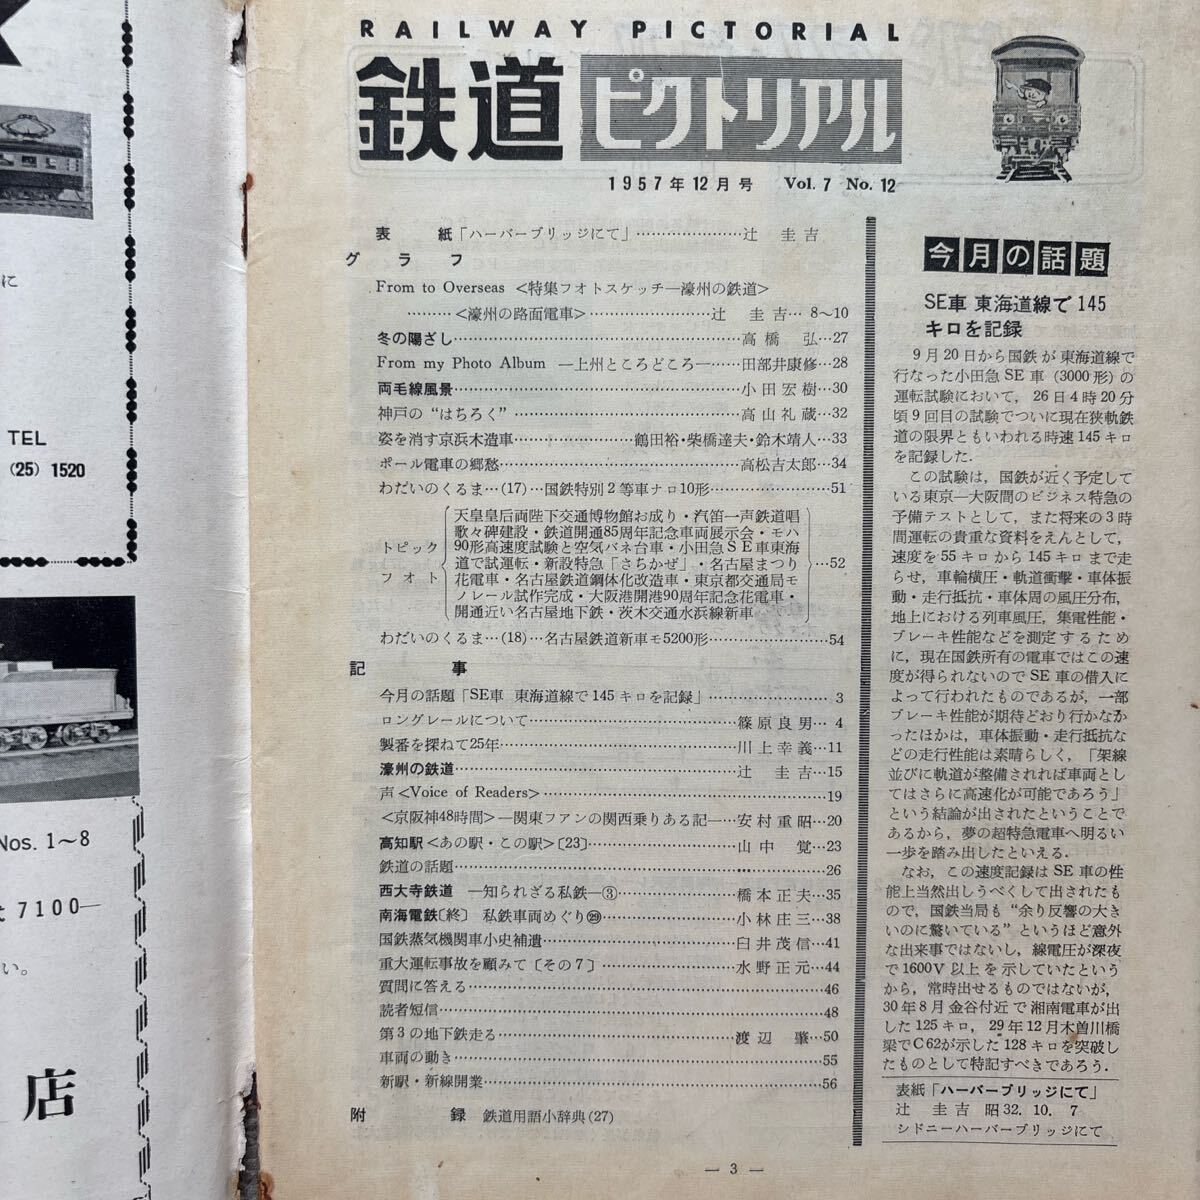 に
TEL
(25) 1520
Nos. 1～8
7100—
い。
店
RAILWAY PICTORIAL
鉄道ピクトリアル
1957年12月号 Vol. 7 No. 12
表紙「ハーバーブリッジにて」…………………辻 圭吉
グラフ
From to Overseas ＜特集フォトスケッチ—濠州の鉄道＞
………＜濠州の路面電車＞……………………辻 圭吉…8～10
冬の陽ざし……………………………………………高橋 弘…27
From my Photo Album —上州ところどころ—……田部井康修…28
両毛線風景……………………………………………小田宏樹…30
神戸の“はちろく”……………………………………高山礼蔵…32
姿を消す京浜木造車……………………鶴田裕・柴橋達夫・鈴木靖人…33
ポール電車の郷愁……………………………………高松吉太郎…34
わだいのくるま…(17)…国鉄特別2等車ナロ10形…………………51
トピックフォト
天皇皇后両陛下交通博物館お成り・汽笛一声鉄道唱
歌々碑建設・鉄道開通85周年記念車両展示会・モハ
90形高速度試験と空気バネ台車・小田急SE車東海
道で試運転・新設特急「さちかぜ」・名古屋まつり
花電車・名古屋鉄道鋼体化改造車・東京都交通局モ
ノレール試作完成・大阪港開港90周年記念花電車・
開通近い名古屋地下鉄・茨木交通水浜線新車
…52
わだいのくるま…(18)…名古屋鉄道新車モ5200形…………………54
記事
今月の話題「SE車 東海道線で145キロを記録」……………………3
ロングレールについて…………………………………篠原良男…4
製番を探ねて25年………………………………………川上幸義…11
濠州の鉄道………………………………………………辻 圭吉…15
声＜Voice of Readers＞……………………………………………19
＜京阪神48時間＞—関東ファンの関西乗りある記—…安村重昭…20
高知駅＜あの駅・この駅＞〔23〕……………………山中 覚…23
鉄道の話題……………………………………………………………26
西大寺鉄道 —知られざる私鉄—③……………………橋本正夫…35
南海電鉄〔終〕 私鉄車両めぐり㉙……………………小林庄三…38
国鉄蒸気機関車小史補遺………………………………臼井茂信…41
重大運転事故を顧みて〔その7〕………………………水野正元…44
質問に答える…………………………………………………………46
読者短信………………………………………………………………48
第3の地下鉄走る………………………………………渡辺 肇…50
車両の動き……………………………………………………………55
新駅・新線開業………………………………………………………56
附録 鉄道用語小辞典(27)
今月の話題
SE車 東海道線で145
キロを記録
9月20日から国鉄が東海道線で
行なった小田急SE車（3000形）の
運転試験において，26日4時20分
頃9回目の試験でついに現在狭軌鉄
道の限界ともいわれる時速145キロ
を記録した．
この試験は，国鉄が近く予定して
いる東京—大阪間のビジネス特急の
予備テストとして，また将来の3時
間運転の貴重な資料をえんとして，
速度を55キロから145キロまで走
らせ，車輪横圧・軌道衝撃・車体振
動・走行抵抗・車体周の風圧分布，
地上における列車風圧，集電性能・
ブレーキ性能などを測定するため
に，現在国鉄所有の電車ではこの速
度が得られないのでSE車の借入に
よって行われたものであるが，一部
ブレーキ性能が期待どおり行かなか
ったほかは，車体振動・走行抵抗な
どの走行性能は素晴らしく，「架線
並びに軌道が整備されれば車両とし
てはさらに高速化が可能であろう」
という結論が出されたということで
あるから，夢の超特急電車へ明るい
一歩を踏み出したといえる．
なお，この速度記録はSE車の性
能上当然出しうべくして出されたも
ので，国鉄当局も“余り反響の大き
いのに驚いている”というほど意外
な出来事ではないし，線電圧が深夜
で1600V以上を示していたという
から，常時出せるものではないが，
30年8月金谷付近で湘南電車が出
した125キロ，29年12月木曽川橋
梁でC62が示した128キロを突破し
たものとして特記すべきであろう．
表紙「ハーバーブリッジにて」
辻 圭吉 昭32. 10. 7
シドニーハーバーブリッジにて
— 3 —